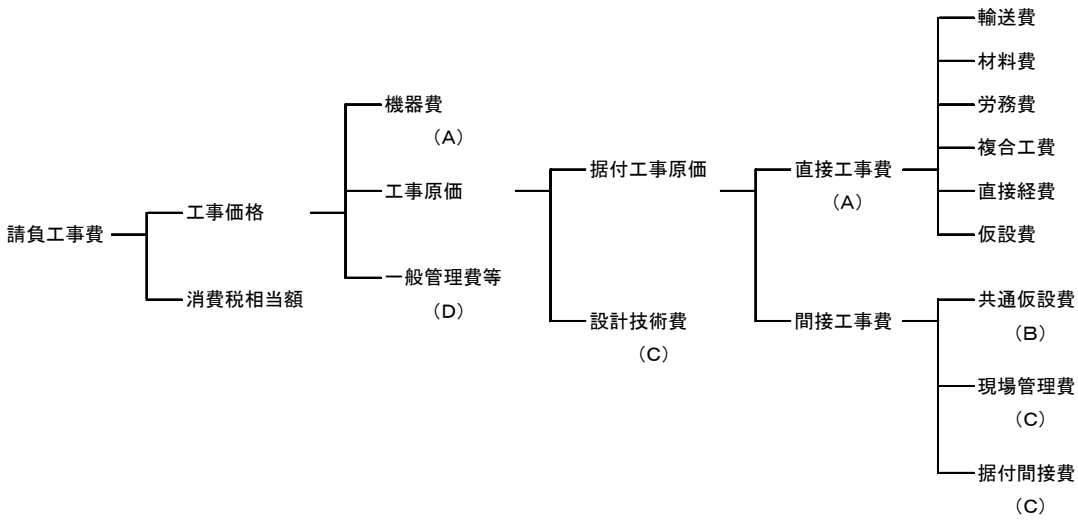 輸送費
材料費
機器費
労務費
(A)
複合工費
据付工事原価
直接工事費
工事原価
直接経費
(A)
工事価格
仮設費
請負工事費
一般管理費等
消費税相当額
共通仮設費
(D)
設計技術費
間接工事費
(B)
(C)
現場管理費
(C)
据付間接費
(C)